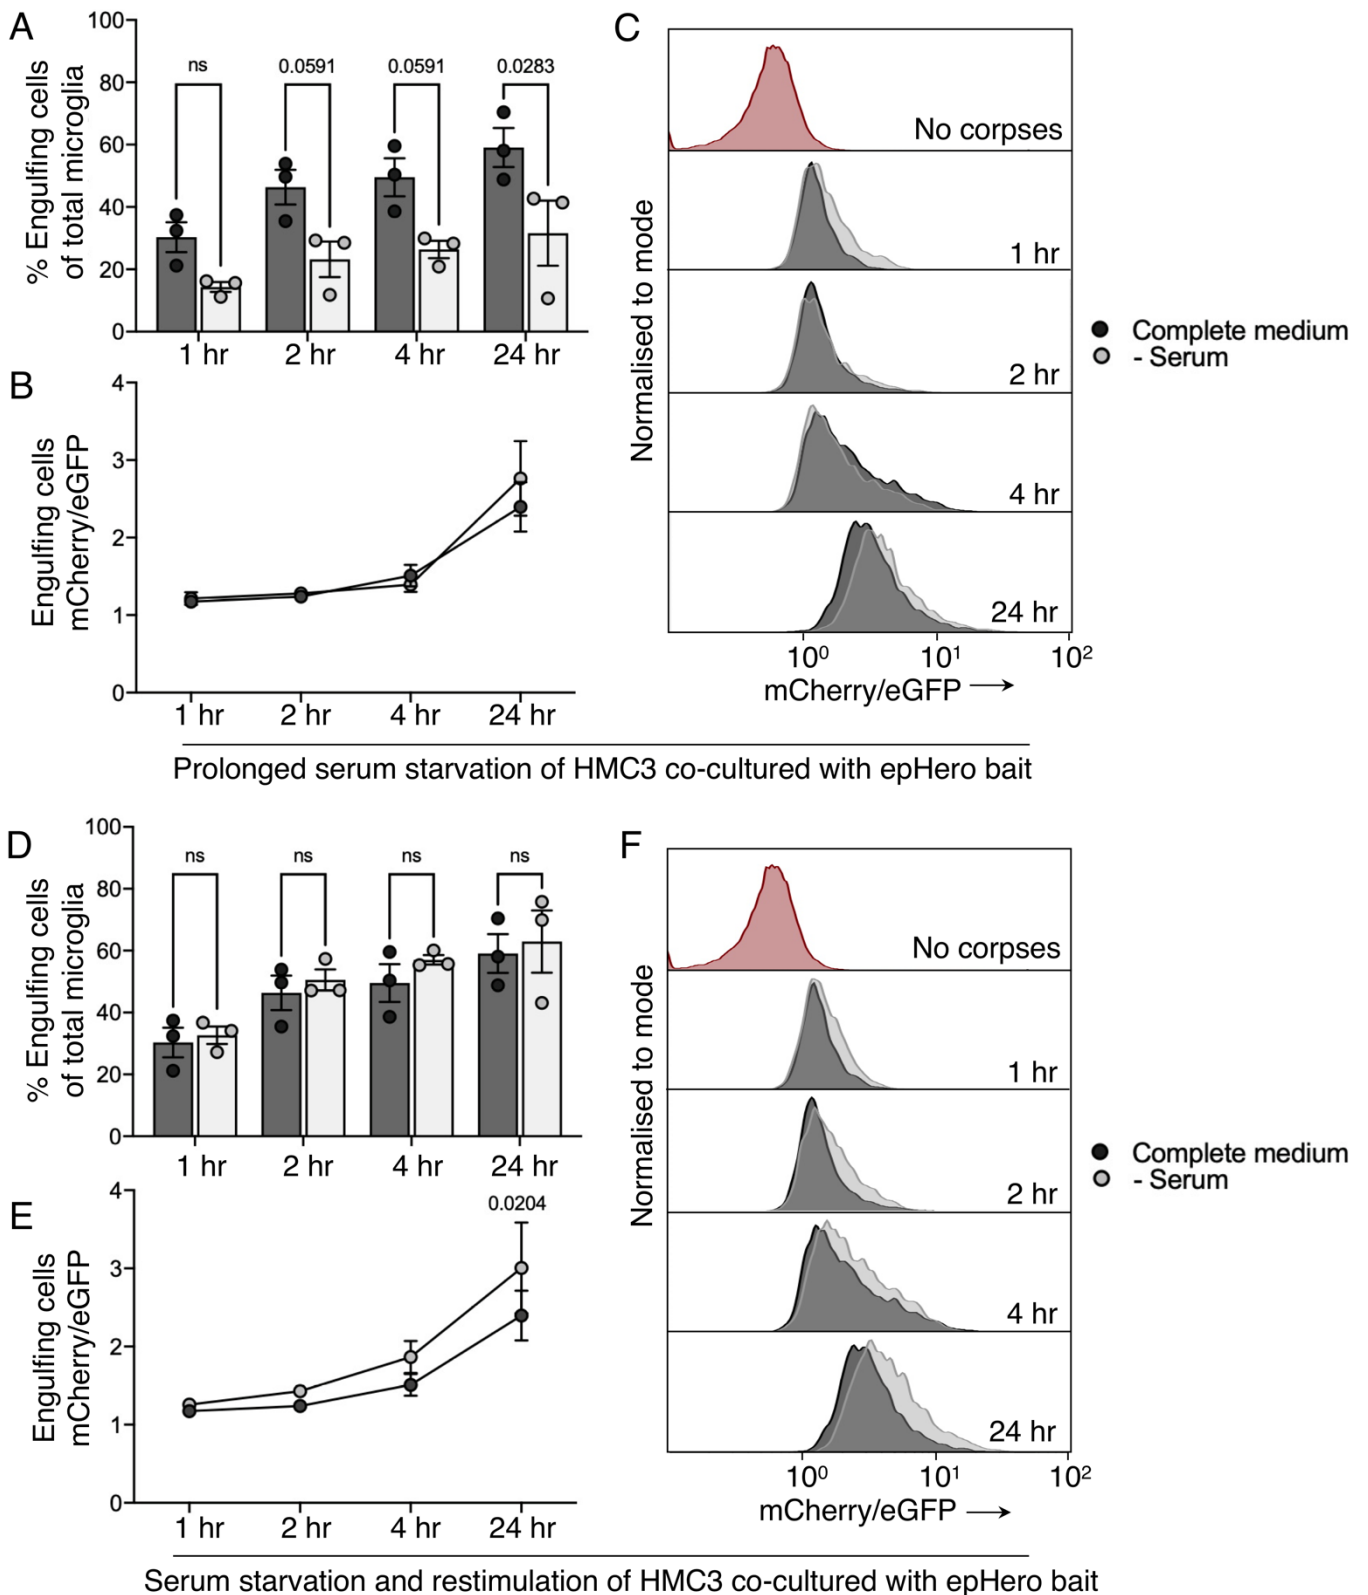 A
% Engulfing cells
of total microglia
100
80
60
40
20
0
ns
0.0591
0.0591
0.0283
1 hr
2 hr
4 hr
24 hr
B
Engulfing cells
mCherry/eGFP
4
3
2
1
0
1 hr
2 hr
4 hr
24 hr
C
Normalised to mode
No corpses
1 hr
2 hr
4 hr
24 hr
10⁰
10¹
10²
mCherry/eGFP →
Complete medium
- Serum
Prolonged serum starvation of HMC3 co-cultured with epHero bait
D
% Engulfing cells
of total microglia
100
80
60
40
20
0
ns
ns
ns
ns
1 hr
2 hr
4 hr
24 hr
E
Engulfing cells
mCherry/eGFP
4
3
2
1
0
0.0204
1 hr
2 hr
4 hr
24 hr
F
Normalised to mode
No corpses
1 hr
2 hr
4 hr
24 hr
10⁰
10¹
10²
mCherry/eGFP →
Complete medium
- Serum
Serum starvation and restimulation of HMC3 co-cultured with epHero bait